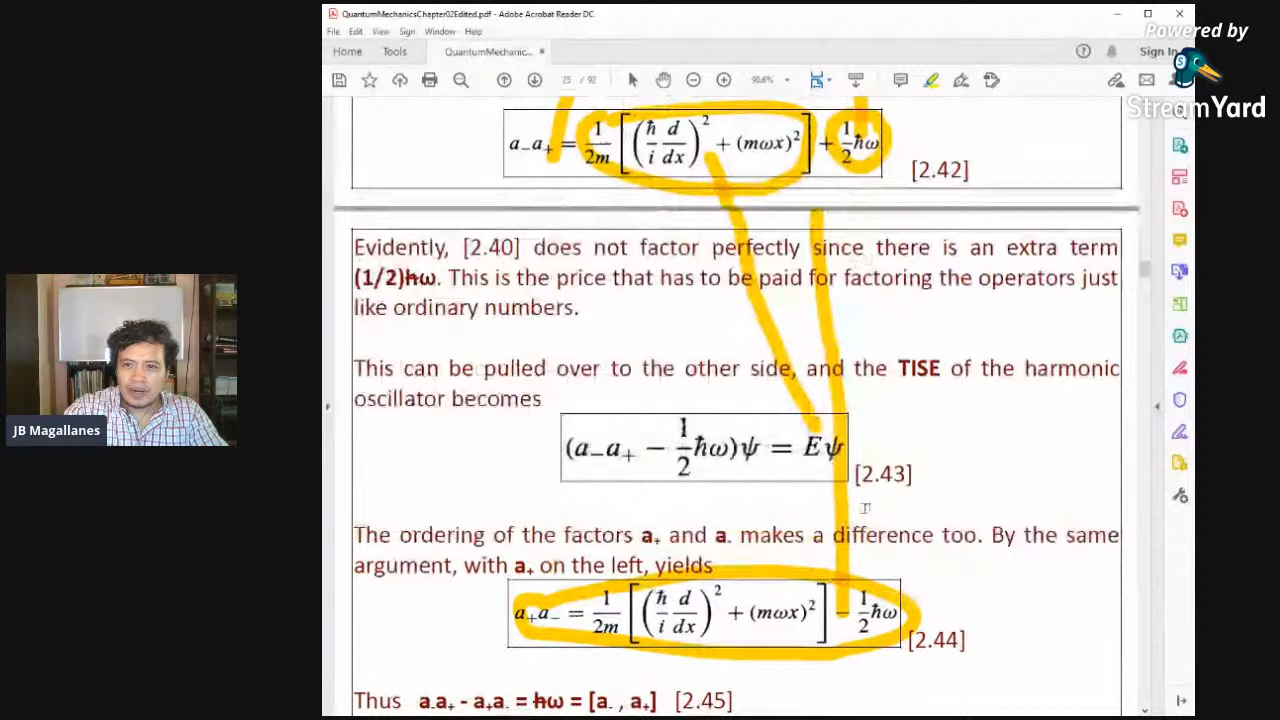 QuantumMechanicsChapter02Edited.pdf - Adobe Acrobat Reader DC
File Edit View Sign Window Help
Home Tools QuantumMechanic... × Sign In
25 / 92 90.6%
Powered by
StreamYard
a₋a₊ = 1/2m [(ħ/i d/dx)² + (mωx)²] + 1/2 ħω [2.42]
Evidently, [2.40] does not factor perfectly since there is an extra term
(1/2)ħω. This is the price that has to be paid for factoring the operators just
like ordinary numbers.
This can be pulled over to the other side, and the TISE of the harmonic
oscillator becomes
(a₋a₊ − 1/2 ħω)ψ = Eψ [2.43]
The ordering of the factors a₊ and a₋ makes a difference too. By the same
argument, with a₊ on the left, yields
a₊a₋ = 1/2m [(ħ/i d/dx)² + (mωx)²] − 1/2 ħω [2.44]
Thus a₋a₊ - a₊a₋ = ħω = [a₋ , a₊] [2.45]
JB Magallanes